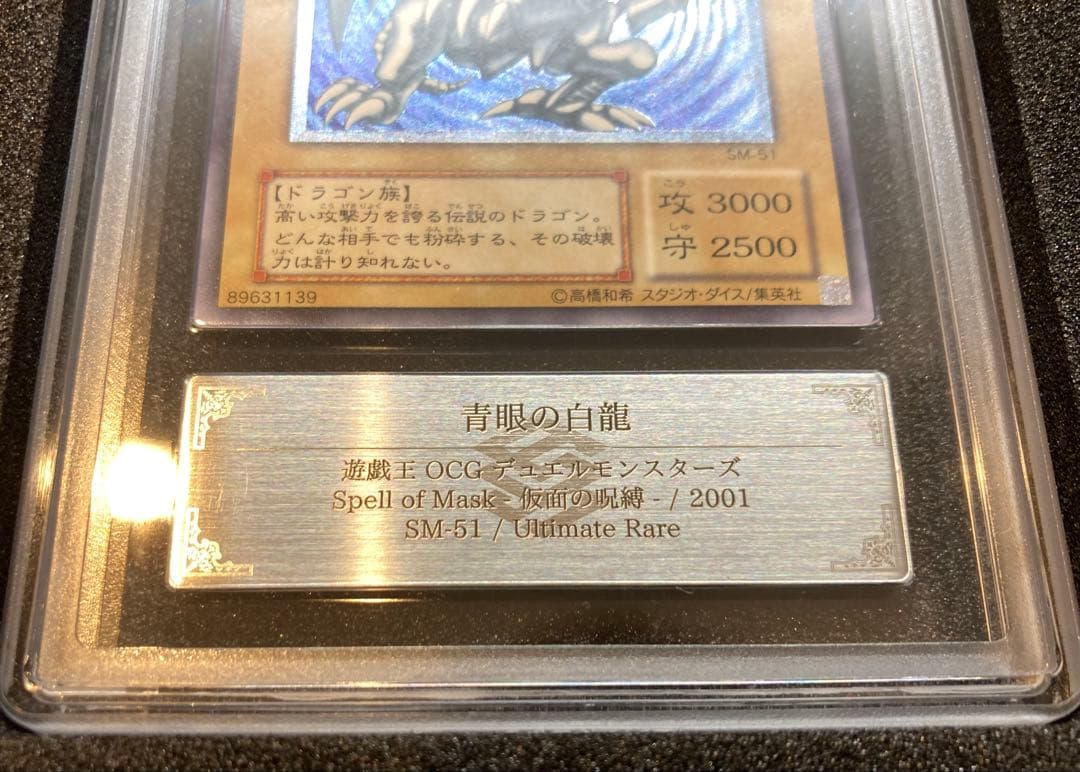 SM-51
【ドラゴン族】
高い攻撃力を誇る伝説のドラゴン。
どんな相手でも粉砕する、その破壊
力は計り知れない。
攻 3000
守 2500
89631139
©高橋和希 スタジオ・ダイス/集英社
青眼の白龍
遊戯王 OCG デュエルモンスターズ
Spell of Mask - 仮面の呪縛 - / 2001
SM-51 / Ultimate Rare